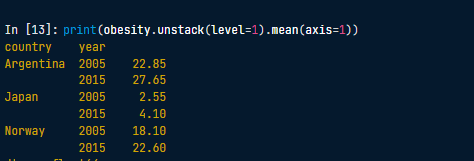 In [13]: print(obesity.unstack(level=1).mean(axis=1))
country    year
Argentina  2005    22.85
           2015    27.65
Japan      2005     2.55
           2015     4.10
Norway     2005    18.10
           2015    22.60